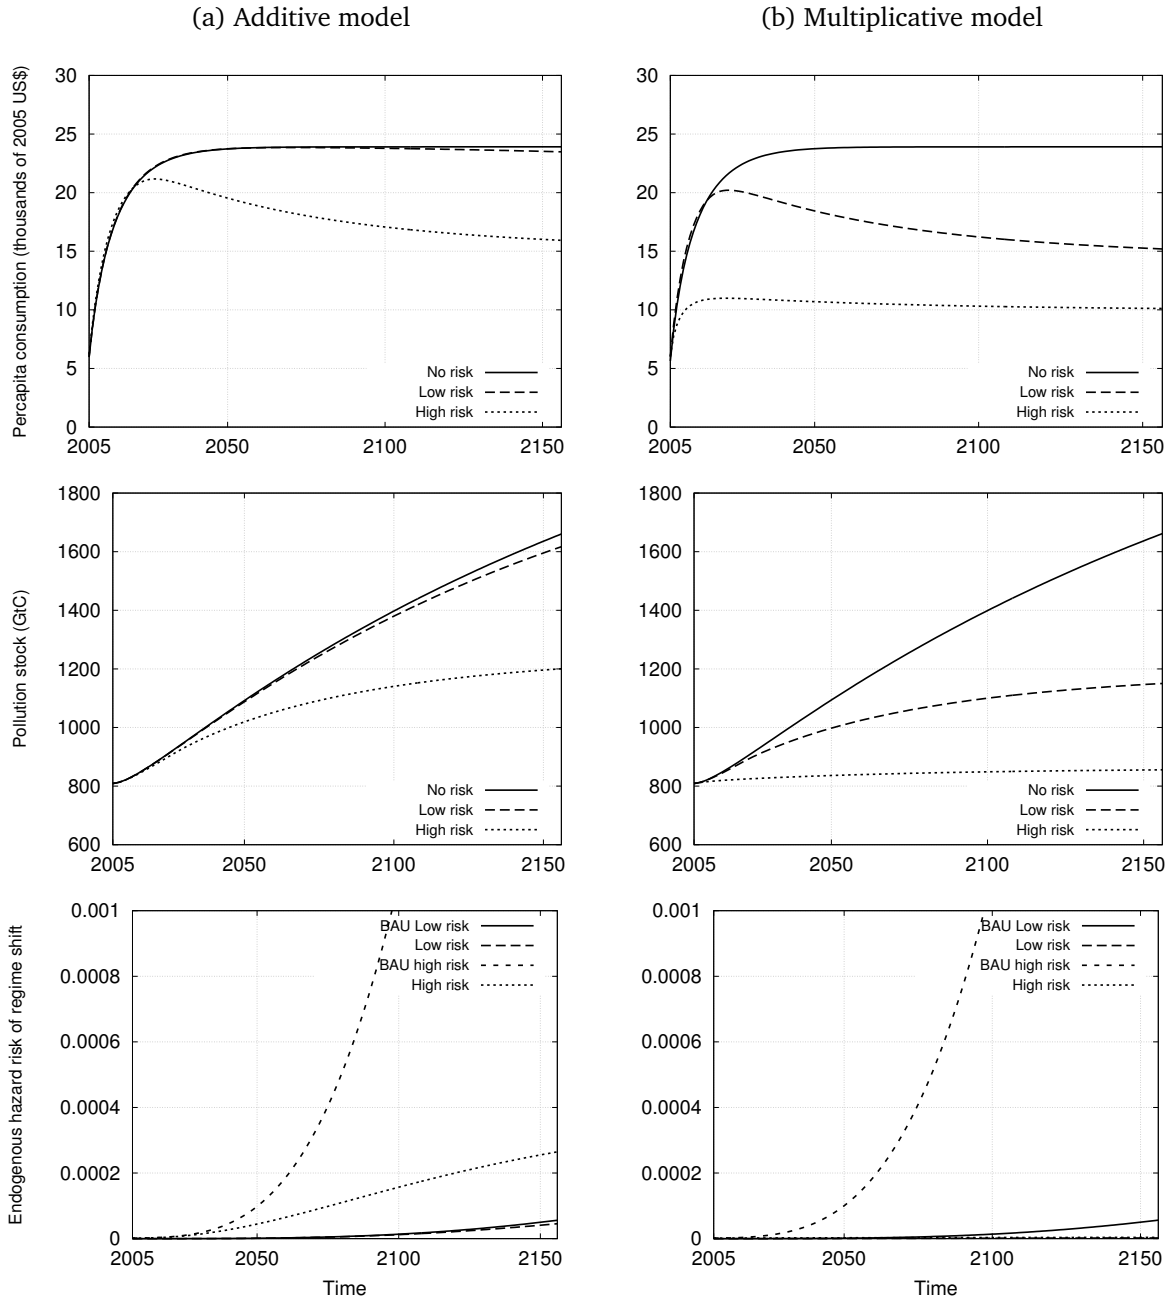 (a) Additive model
(b) Multiplicative model
Percapita consumption (thousands of 2005 US$)
30
25
20
15
10
5
0
2005 2050 2100 2150
No risk
Low risk
High risk
30
25
20
15
10
5
0
2005 2050 2100 2150
No risk
Low risk
High risk
Pollution stock (GtC)
1800
1600
1400
1200
1000
800
600
2005 2050 2100 2150
No risk
Low risk
High risk
1800
1600
1400
1200
1000
800
600
2005 2050 2100 2150
No risk
Low risk
High risk
Endogenous hazard risk of regime shift
0.001
0.0008
0.0006
0.0004
0.0002
0
2005 2050 2100 2150
BAU Low risk
Low risk
BAU high risk
High risk
Time
0.001
0.0008
0.0006
0.0004
0.0002
0
2005 2050 2100 2150
BAU Low risk
Low risk
BAU high risk
High risk
Time